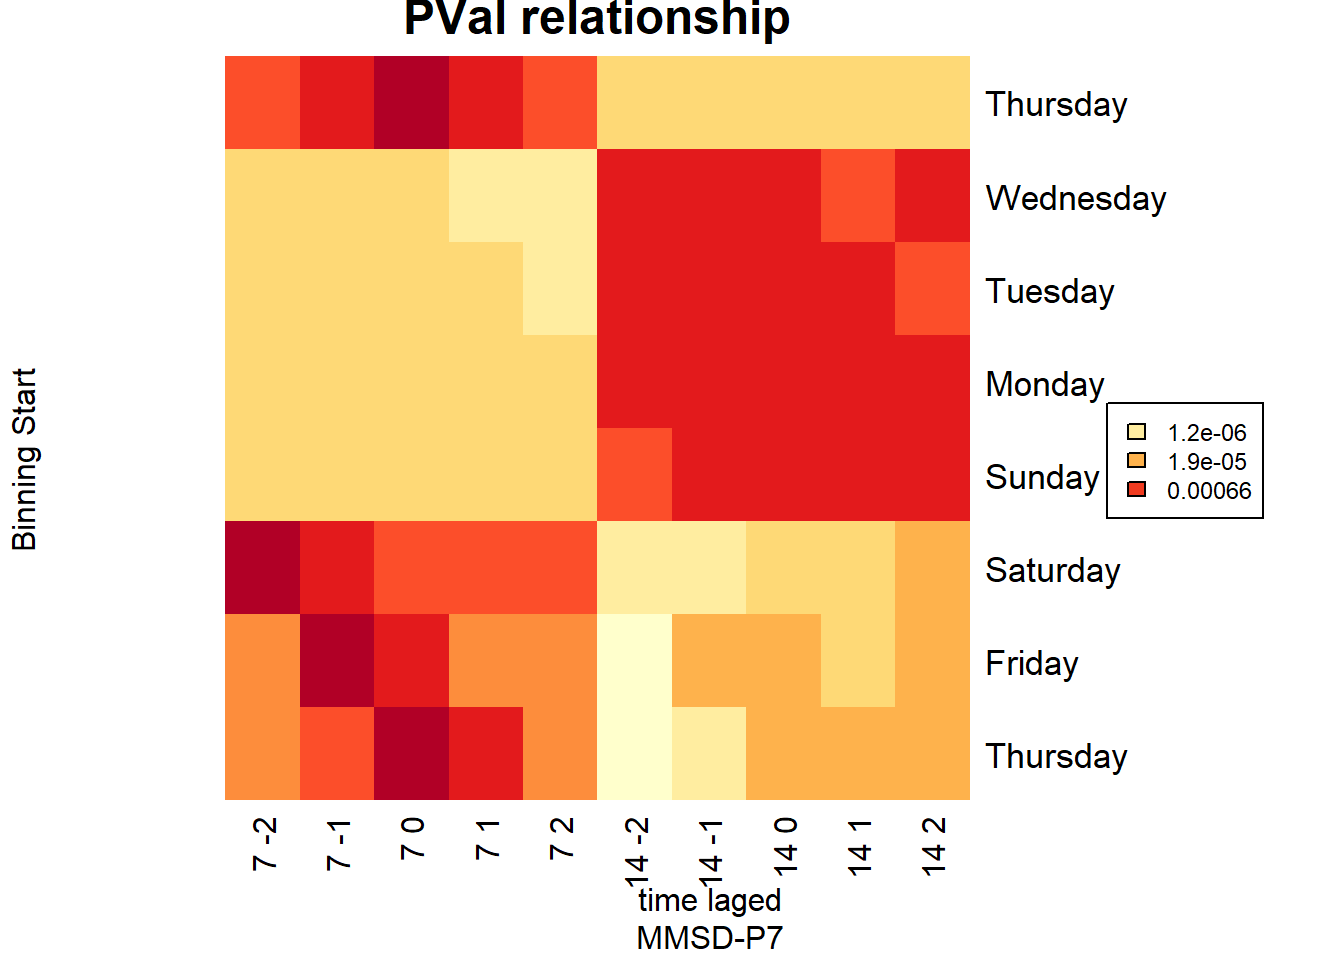 PVal relationship
Thursday
Wednesday
Tuesday
Monday
Sunday
Saturday
Friday
Thursday
Binning Start
1.2e-06
1.9e-05
0.00066
7 -2
7 -1
7 0
7 1
7 2
14 -2
14 -1
14 0
14 1
14 2
time laged
MMSD-P7